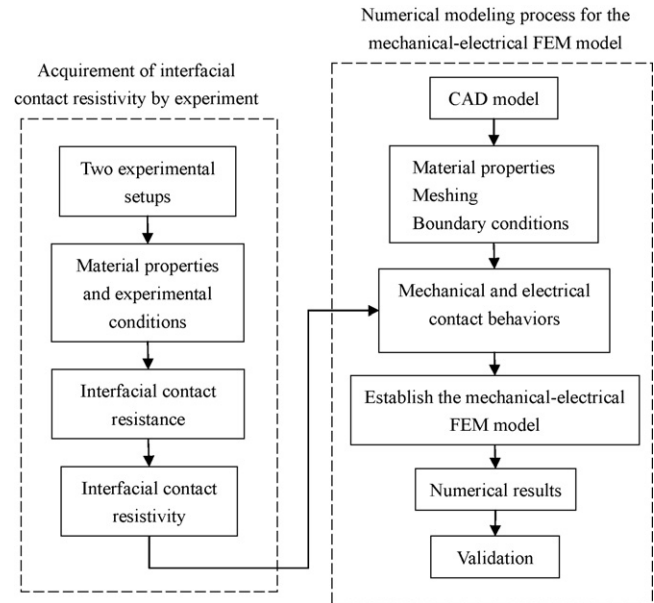 Acquirement of interfacial
contact resistivity by experiment
Two experimental
setups
Material properties
and experimental
conditions
Interfacial contact
resistance
Interfacial contact
resistivity
Numerical modeling process for the
mechanical-electrical FEM model
CAD model
Material properties
Meshing
Boundary conditions
Mechanical and electrical
contact behaviors
Establish the mechanical-electrical
FEM model
Numerical results
Validation